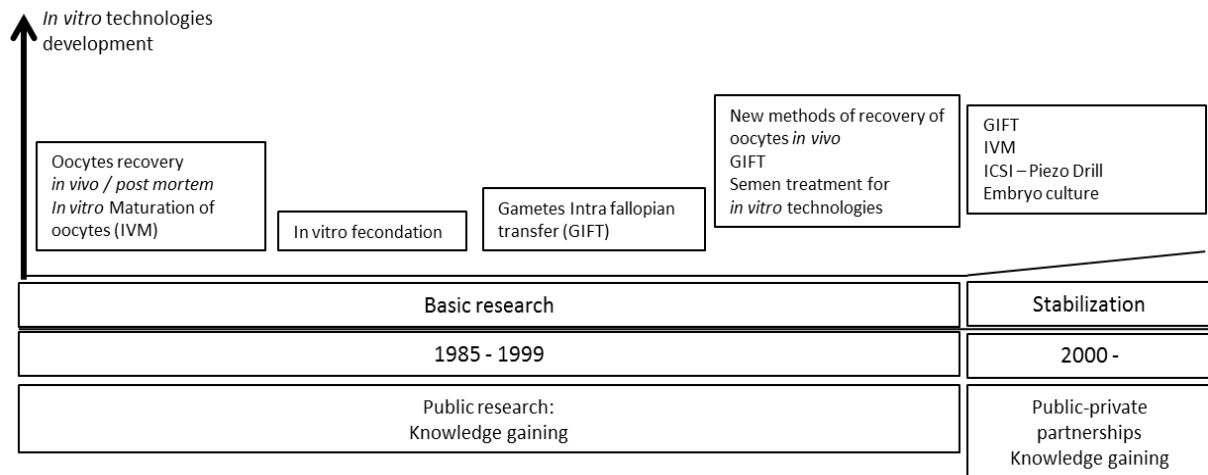 In vitro technologies
development
Oocytes recovery
in vivo / post mortem
In vitro Maturation of
oocytes (IVM)
In vitro fecondation
Gametes Intra fallopian
transfer (GIFT)
New methods of recovery of
oocytes in vivo
GIFT
Semen treatment for
in vitro technologies
GIFT
IVM
ICSI – Piezo Drill
Embryo culture
Basic research
Stabilization
1985 - 1999
2000 -
Public research:
Knowledge gaining
Public-private
partnerships
Knowledge gaining